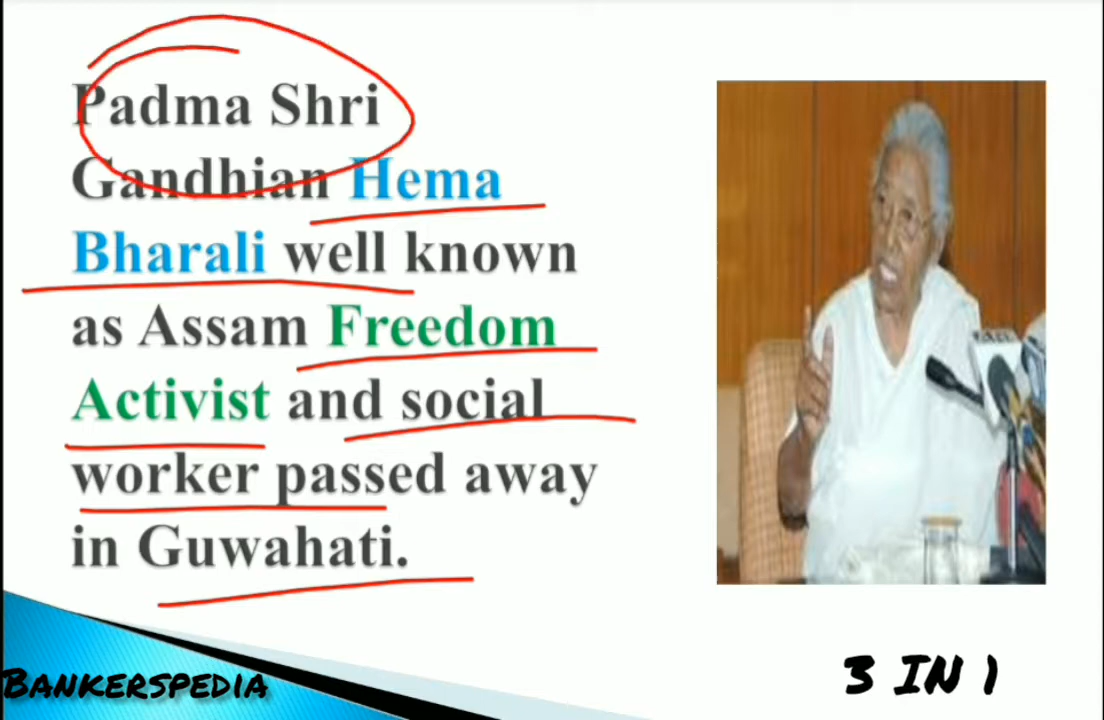 Padma Shri
Gandhian Hema
Bharali well known
as Assam Freedom
Activist and social
worker passed away
in Guwahati.
BANKERSPEDIA
3 IN 1